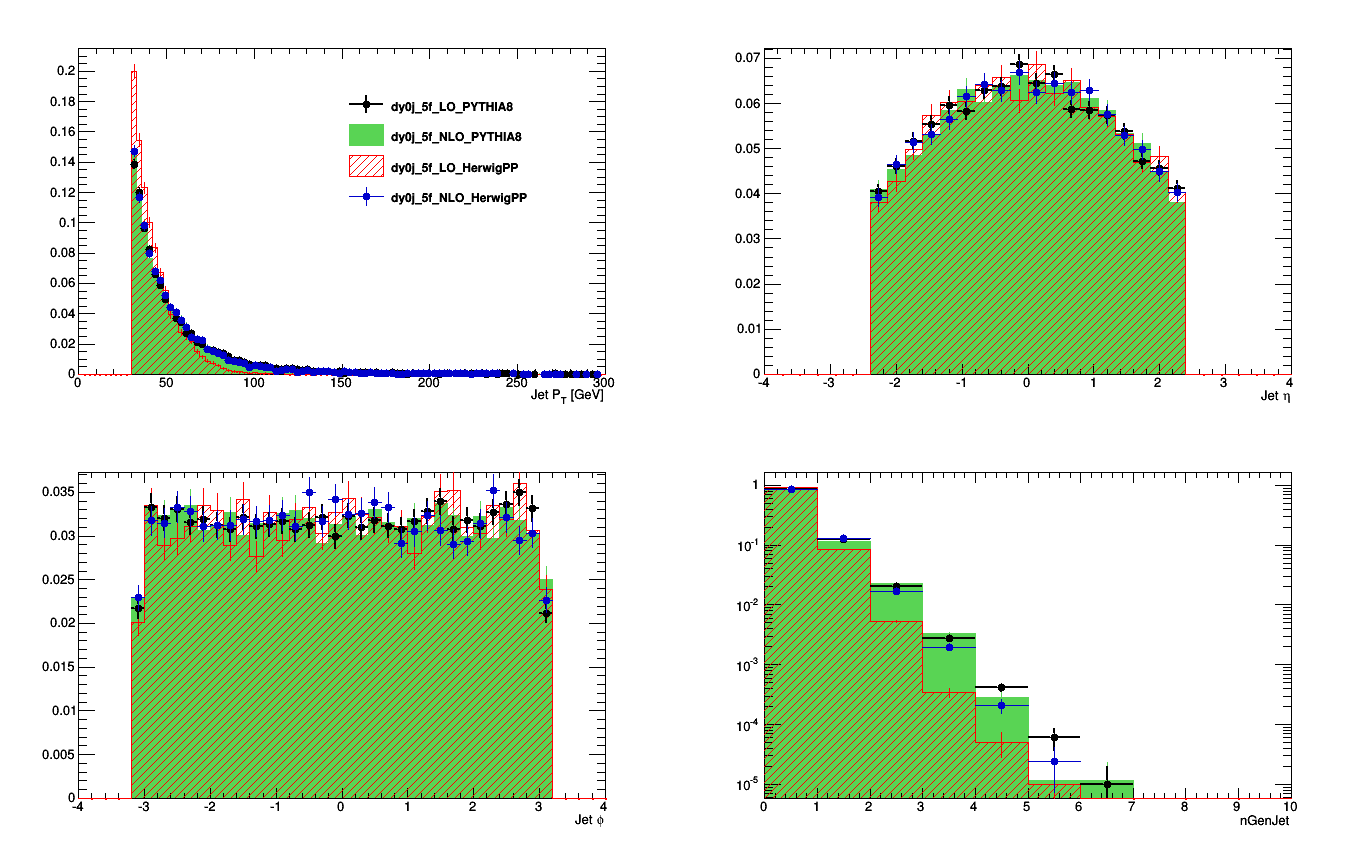 0.2
0.18
0.16
0.14
0.12
0.1
0.08
0.06
0.04
0.02
0
dy0j_5f_LO_PYTHIA8
dy0j_5f_NLO_PYTHIA8
dy0j_5f_LO_HerwigPP
dy0j_5f_NLO_HerwigPP
0 50 100 150 200 250 300
Jet P_T [GeV]
0.07
0.06
0.05
0.04
0.03
0.02
0.01
0
-4 -3 -2 -1 0 1 2 3 4
Jet η
0.035
0.03
0.025
0.02
0.015
0.01
0.005
0
-4 -3 -2 -1 0 1 2 3 4
Jet ϕ
1
10^-1
10^-2
10^-3
10^-4
10^-5
0 1 2 3 4 5 6 7 8 9 10
nGenJet